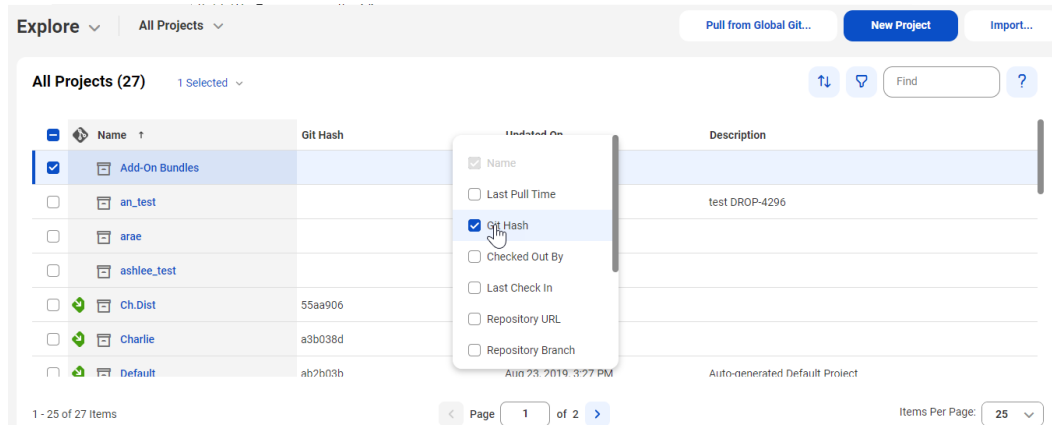 Explore
All Projects
Pull from Global Git...
New Project
Import...
All Projects (27)
1 Selected
Find
?
Name ↑
Git Hash
Updated On
Description
Add-On Bundles
an_test
test DROP-4296
arae
ashlee_test
Ch.Dist
55aa906
Charlie
a3b038d
Default
ab2b03b
Aug 23, 2019, 3:27 PM
Auto-generated Default Project
Name
Last Pull Time
Git Hash
Checked Out By
Last Check In
Repository URL
Repository Branch
1 - 25 of 27 Items
Page 1 of 2
Items Per Page: 25